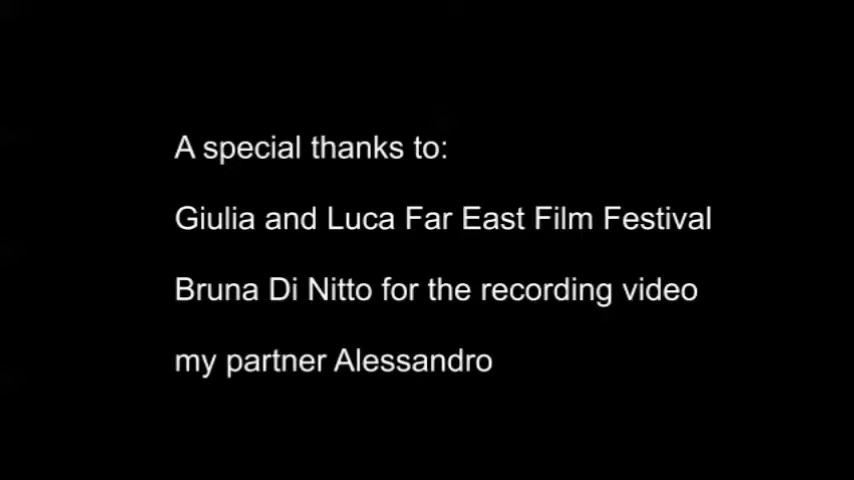 A special thanks to:
Giulia and Luca Far East Film Festival
Bruna Di Nitto for the recording video
my partner Alessandro